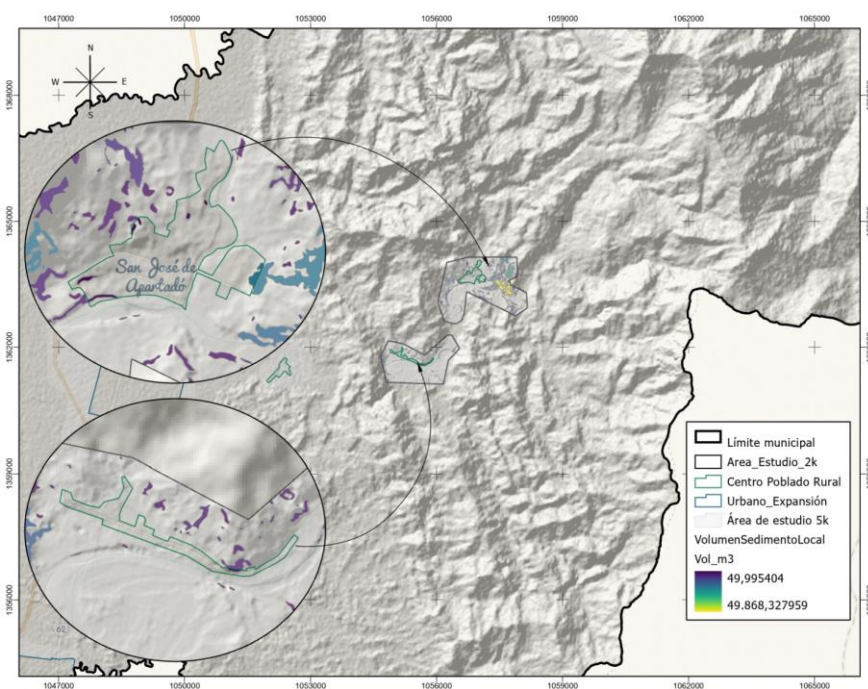 1047000 1050000 1053000 1056000 1059000 1062000 1065000
N
W E
S
1368000
1365000
1362000
1359000
1356000
San José de
Apartadó
62
Límite municipal
Area_Estudio_2k
Centro Poblado Rural
Urbano_Expansión
Área de estudio 5k
VolumenSedimentoLocal
Vol_m3
49,995404
49.868,327959
1047000 1050000 1053000 1056000 1059000 1062000 1065000